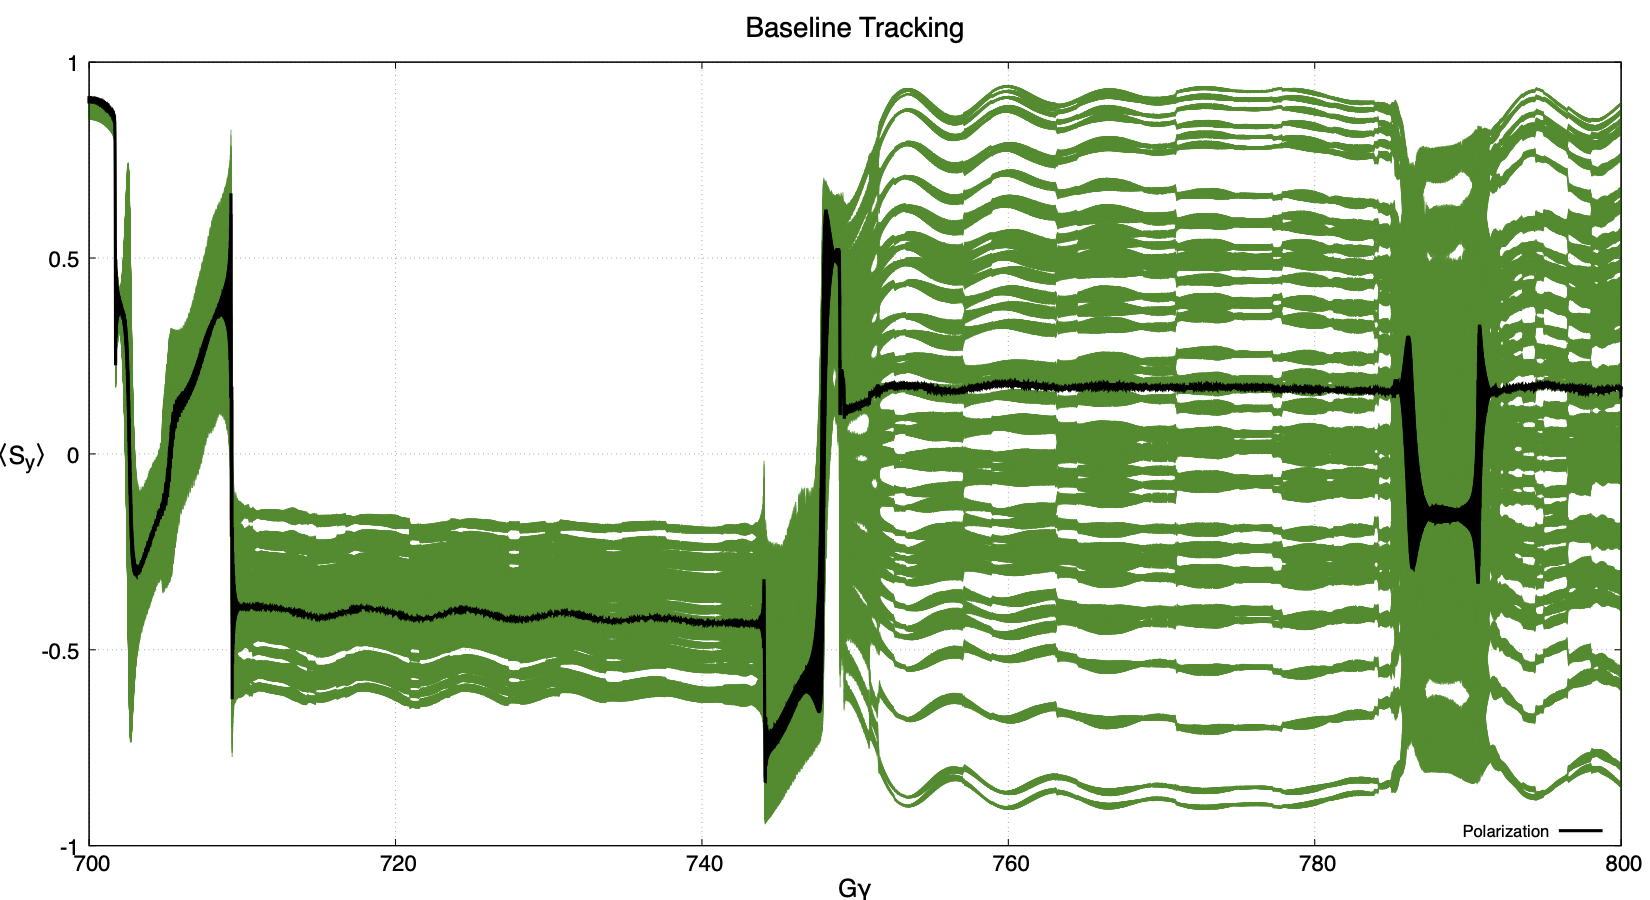 Baseline Tracking
1
0.5
⟨Sy⟩
0
-0.5
-1
Polarization
700 720 740 760 780 800
Gγ